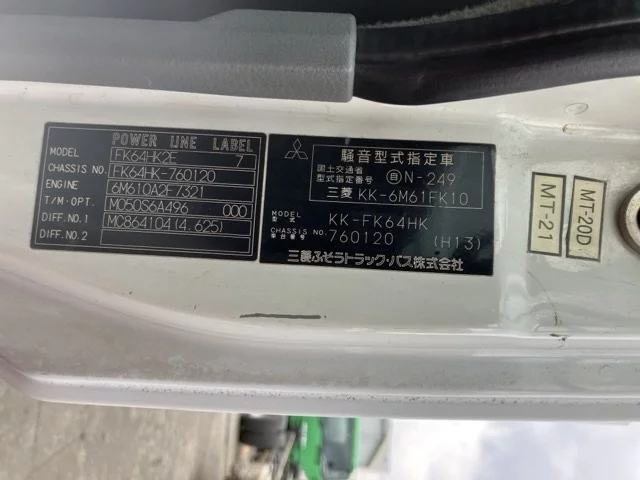 POWER LINE LABEL
MODEL FK64HK2E 7
CHASSIS NO. FK64HK-760120
ENGINE 6M610A2F7321
T/M・OPT. M050S6A496 000
DIFF.NO.1 MC864104(4.625)
DIFF.NO.2
騒音型式指定車
国土交通省
型式指定番号 自N-249
三菱 KK-6M61FK10
MODEL
型式 KK-FK64HK
CHASSIS NO.
車台番号 760120 (H13)
三菱ふそうトラック・バス株式会社
MT-21
MT-20D